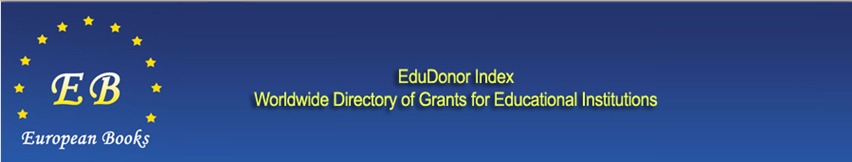 EB
European Books
EduDonor Index
Worldwide Directory of Grants for Educational Institutions